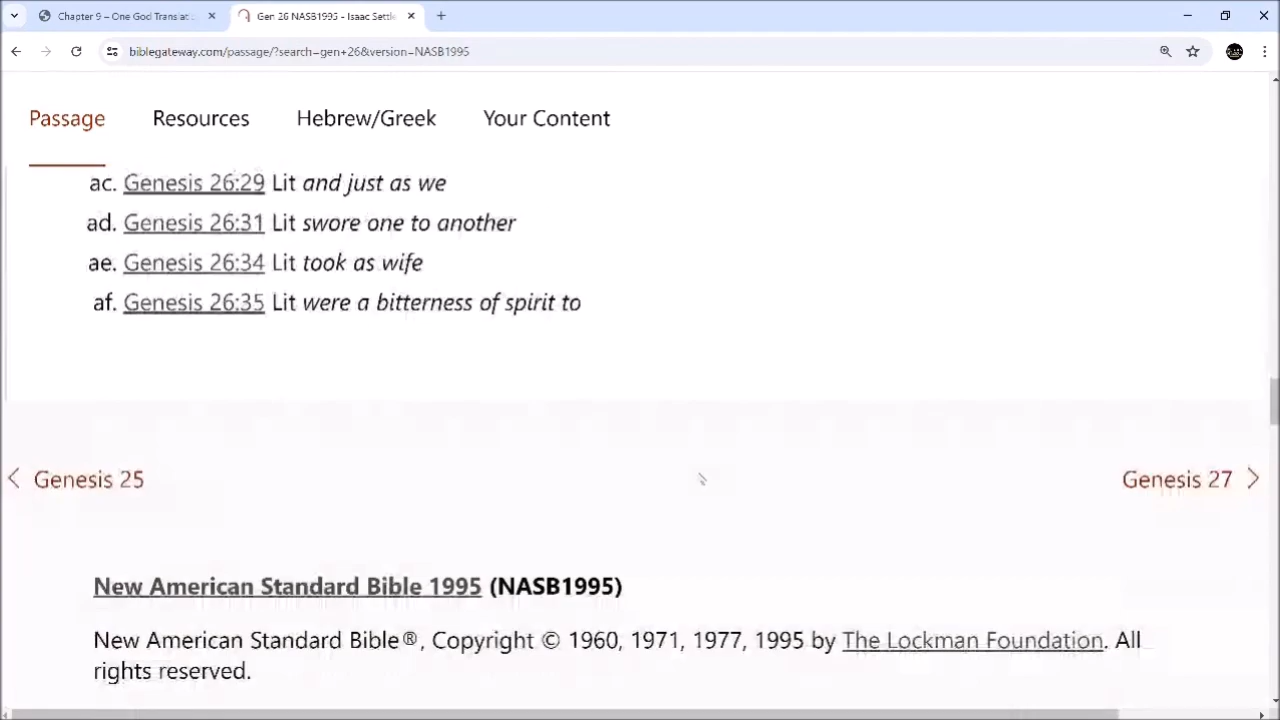 Chapter 9 – One God Translati
Gen 26 NASB1995 - Isaac Settle
biblegateway.com/passage/?search=gen+26&version=NASB1995
Passage Resources Hebrew/Greek Your Content
ac. Genesis 26:29 Lit and just as we
ad. Genesis 26:31 Lit swore one to another
ae. Genesis 26:34 Lit took as wife
af. Genesis 26:35 Lit were a bitterness of spirit to
Genesis 25
Genesis 27
New American Standard Bible 1995 (NASB1995)
New American Standard Bible®, Copyright © 1960, 1971, 1977, 1995 by The Lockman Foundation. All
rights reserved.